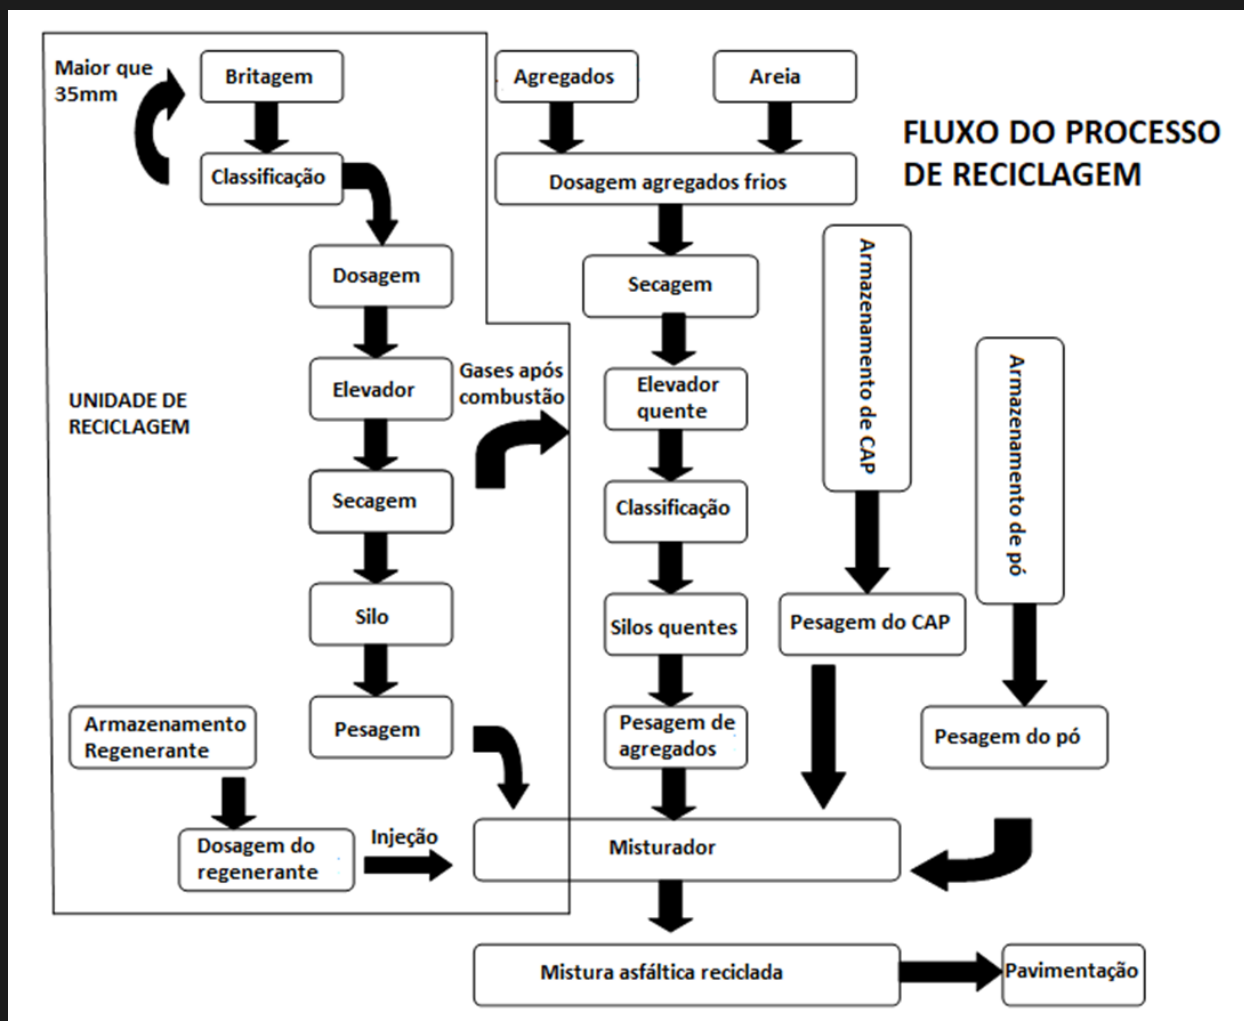 FLUXO DO PROCESSO
DE RECICLAGEM
Maior que
35mm
Britagem
Classificação
Dosagem
Elevador
Gases após
combustão
UNIDADE DE
RECICLAGEM
Secagem
Silo
Pesagem
Armazenamento
Regenerante
Dosagem do
regenerante
Injeção
Agregados
Areia
Dosagem agregados frios
Secagem
Elevador
quente
Classificação
Silos quentes
Pesagem de
agregados
Armazenamento de CAP
Pesagem do CAP
Armazenamento de pó
Pesagem do pó
Misturador
Mistura asfáltica reciclada
Pavimentação